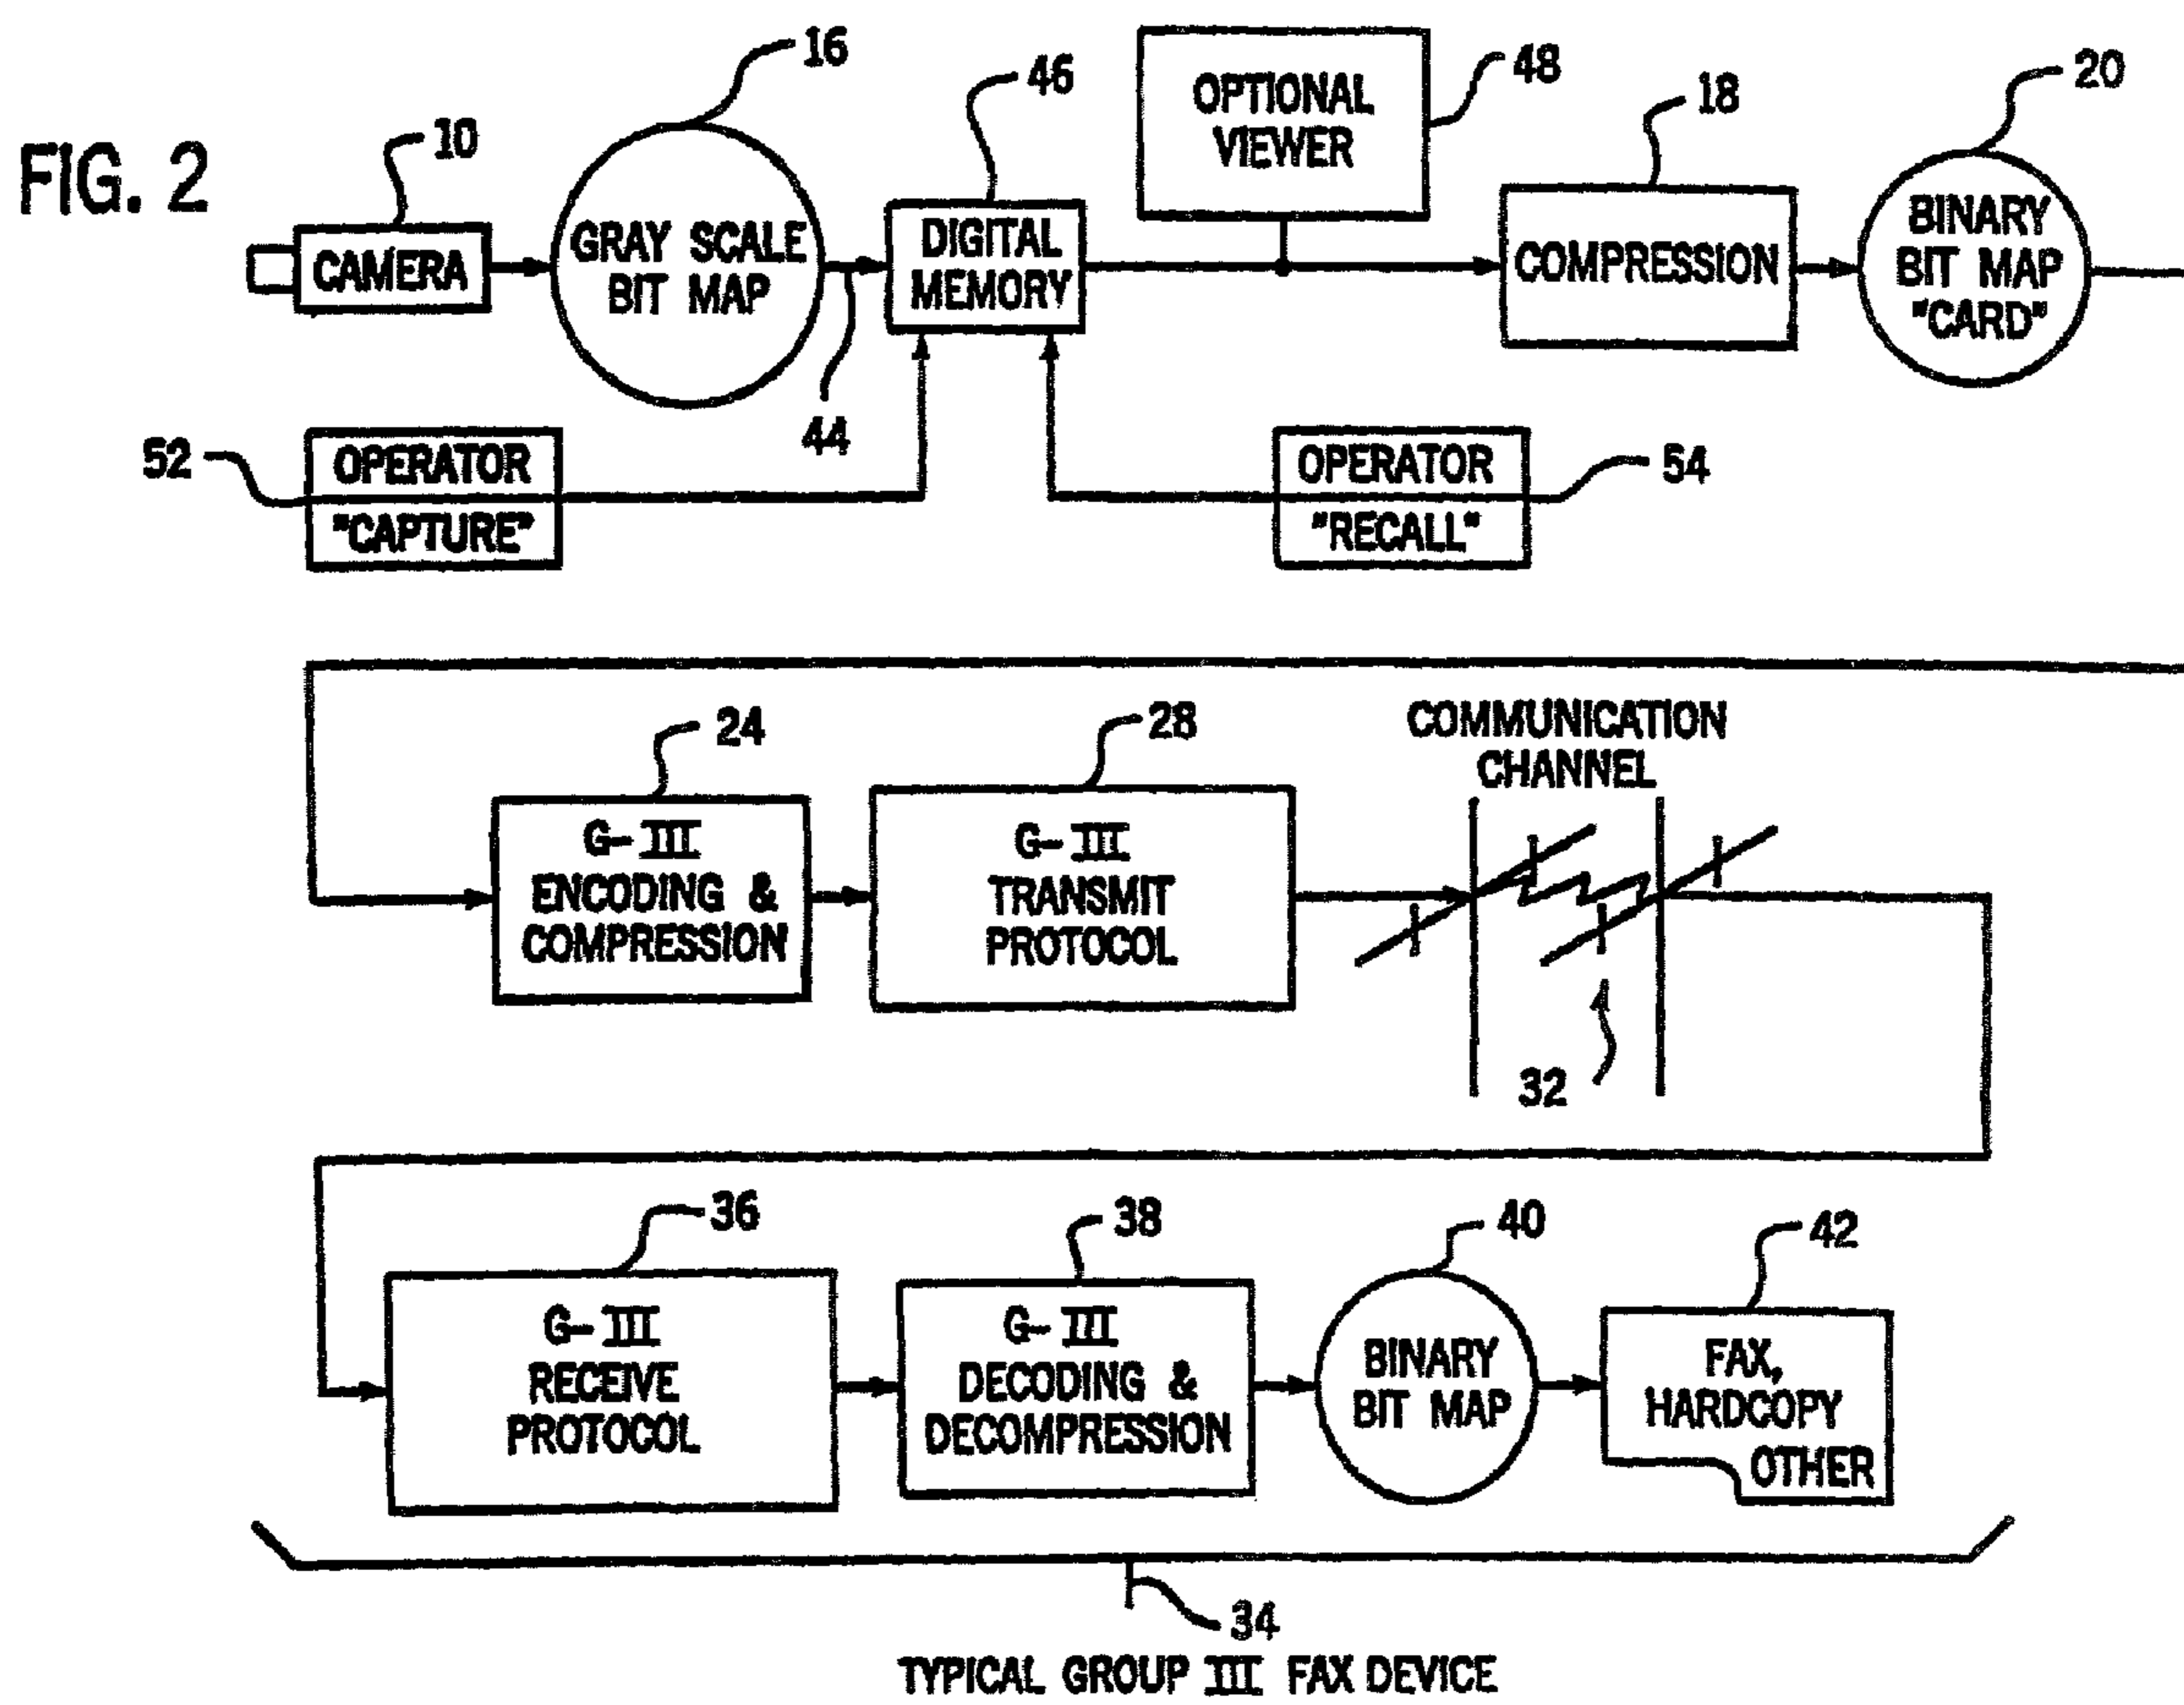 FIG. 2
10
CAMERA
16
GRAY SCALE
BIT MAP
44
46
DIGITAL
MEMORY
OPTIONAL
VIEWER
48
18
COMPRESSION
20
BINARY
BIT MAP
"CARD"
52
OPERATOR
"CAPTURE"
OPERATOR
"RECALL"
54
24
G-III
ENCODING &
COMPRESSION
28
G-III
TRANSMIT
PROTOCOL
COMMUNICATION
CHANNEL
32
36
G-III
RECEIVE
PROTOCOL
38
G-III
DECODING &
DECOMPRESSION
40
BINARY
BIT MAP
42
FAX,
HARDCOPY
OTHER
34
TYPICAL GROUP III FAX DEVICE